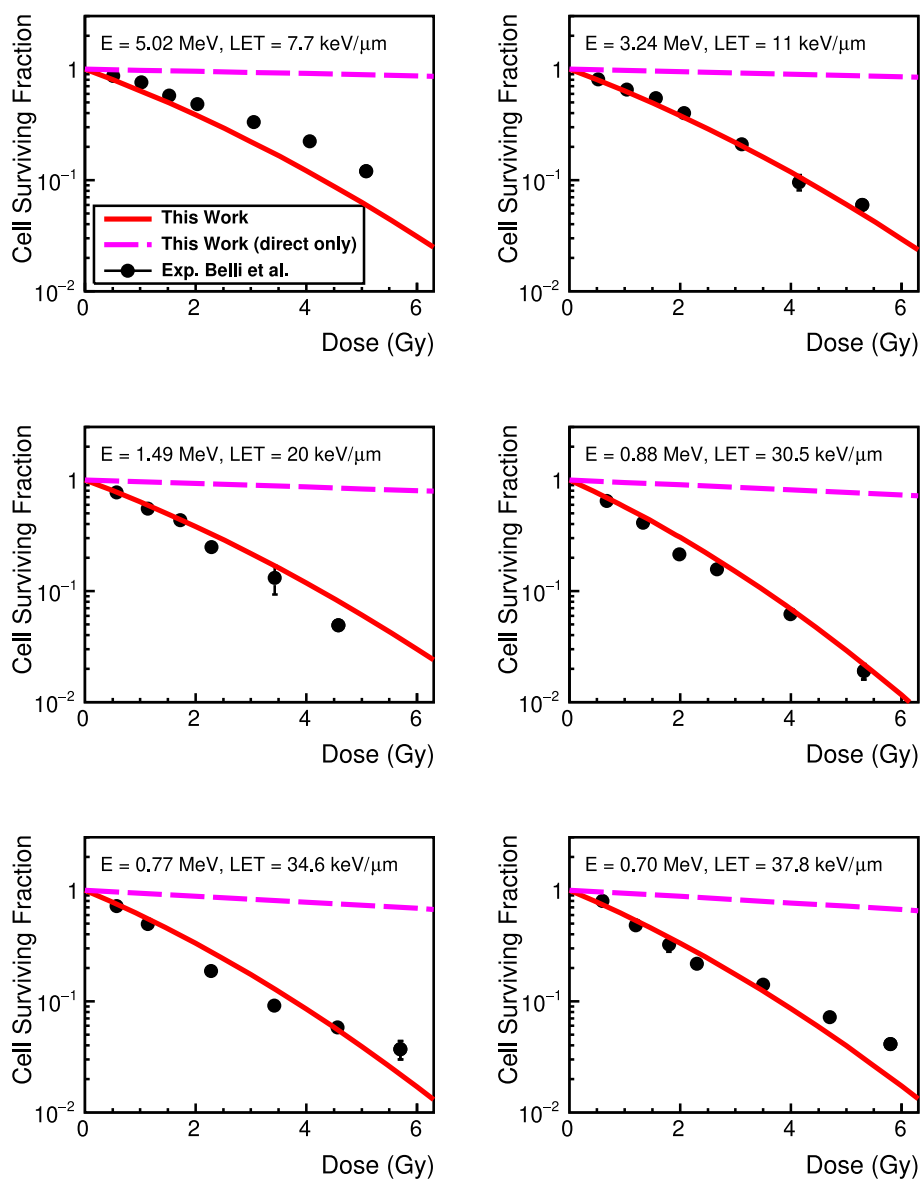 E = 5.02 MeV, LET = 7.7 keV/μm
Cell Surviving Fraction
1
10⁻¹
10⁻²
This Work
This Work (direct only)
Exp. Belli et al.
0 2 4 6
Dose (Gy)
E = 3.24 MeV, LET = 11 keV/μm
Cell Surviving Fraction
1
10⁻¹
10⁻²
0 2 4 6
Dose (Gy)
E = 1.49 MeV, LET = 20 keV/μm
Cell Surviving Fraction
1
10⁻¹
10⁻²
0 2 4 6
Dose (Gy)
E = 0.88 MeV, LET = 30.5 keV/μm
Cell Surviving Fraction
1
10⁻¹
10⁻²
0 2 4 6
Dose (Gy)
E = 0.77 MeV, LET = 34.6 keV/μm
Cell Surviving Fraction
1
10⁻¹
10⁻²
0 2 4 6
Dose (Gy)
E = 0.70 MeV, LET = 37.8 keV/μm
Cell Surviving Fraction
1
10⁻¹
10⁻²
0 2 4 6
Dose (Gy)